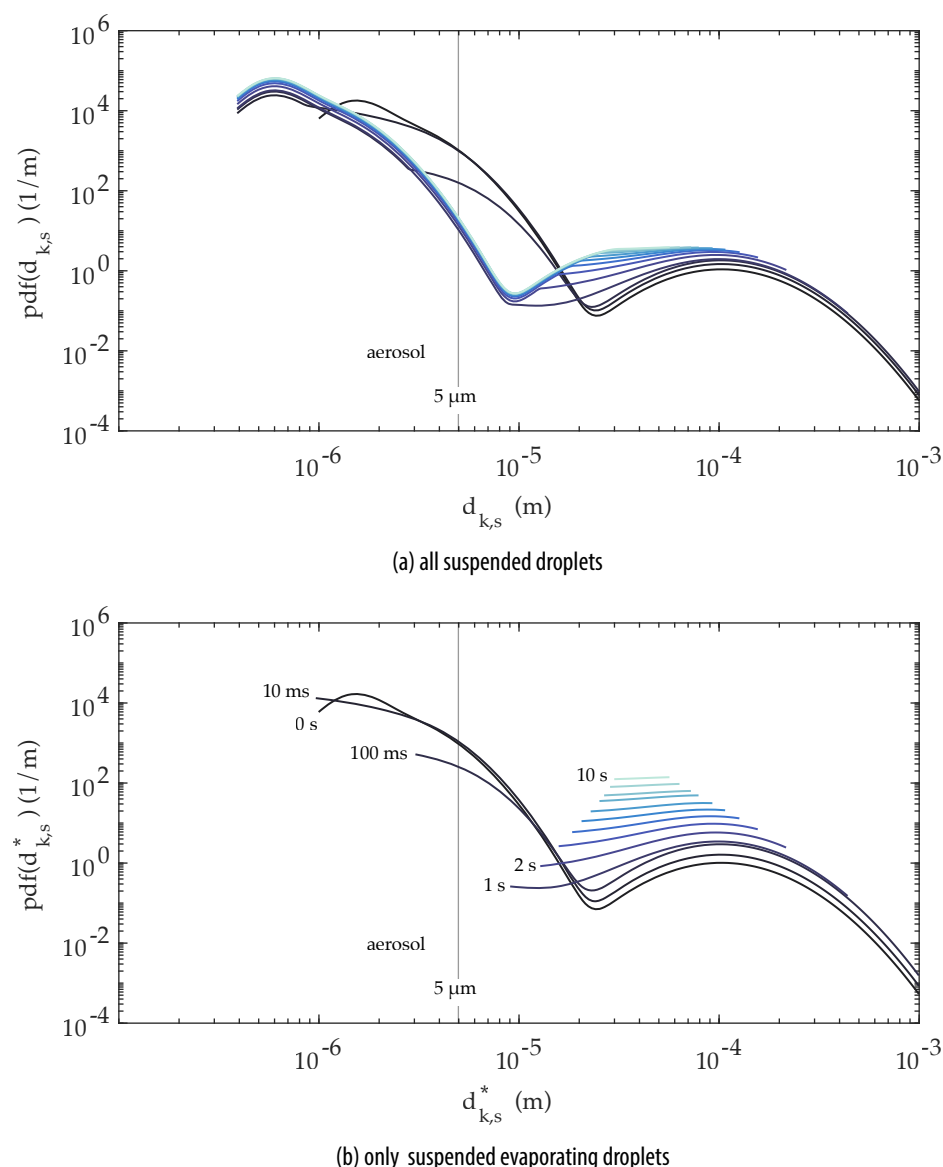 10^6
10^4
10^2
10^0
10^-2
10^-4
pdf(d_k,s) (1/m)
aerosol
5 µm
10^-6
10^-5
10^-4
10^-3
d_k,s (m)
(a) all suspended droplets
10^6
10^4
10^2
10^0
10^-2
10^-4
pdf(d*_k,s) (1/m)
10 ms
0 s
100 ms
10 s
2 s
1 s
aerosol
5 µm
10^-6
10^-5
10^-4
10^-3
d*_k,s (m)
(b) only suspended evaporating droplets